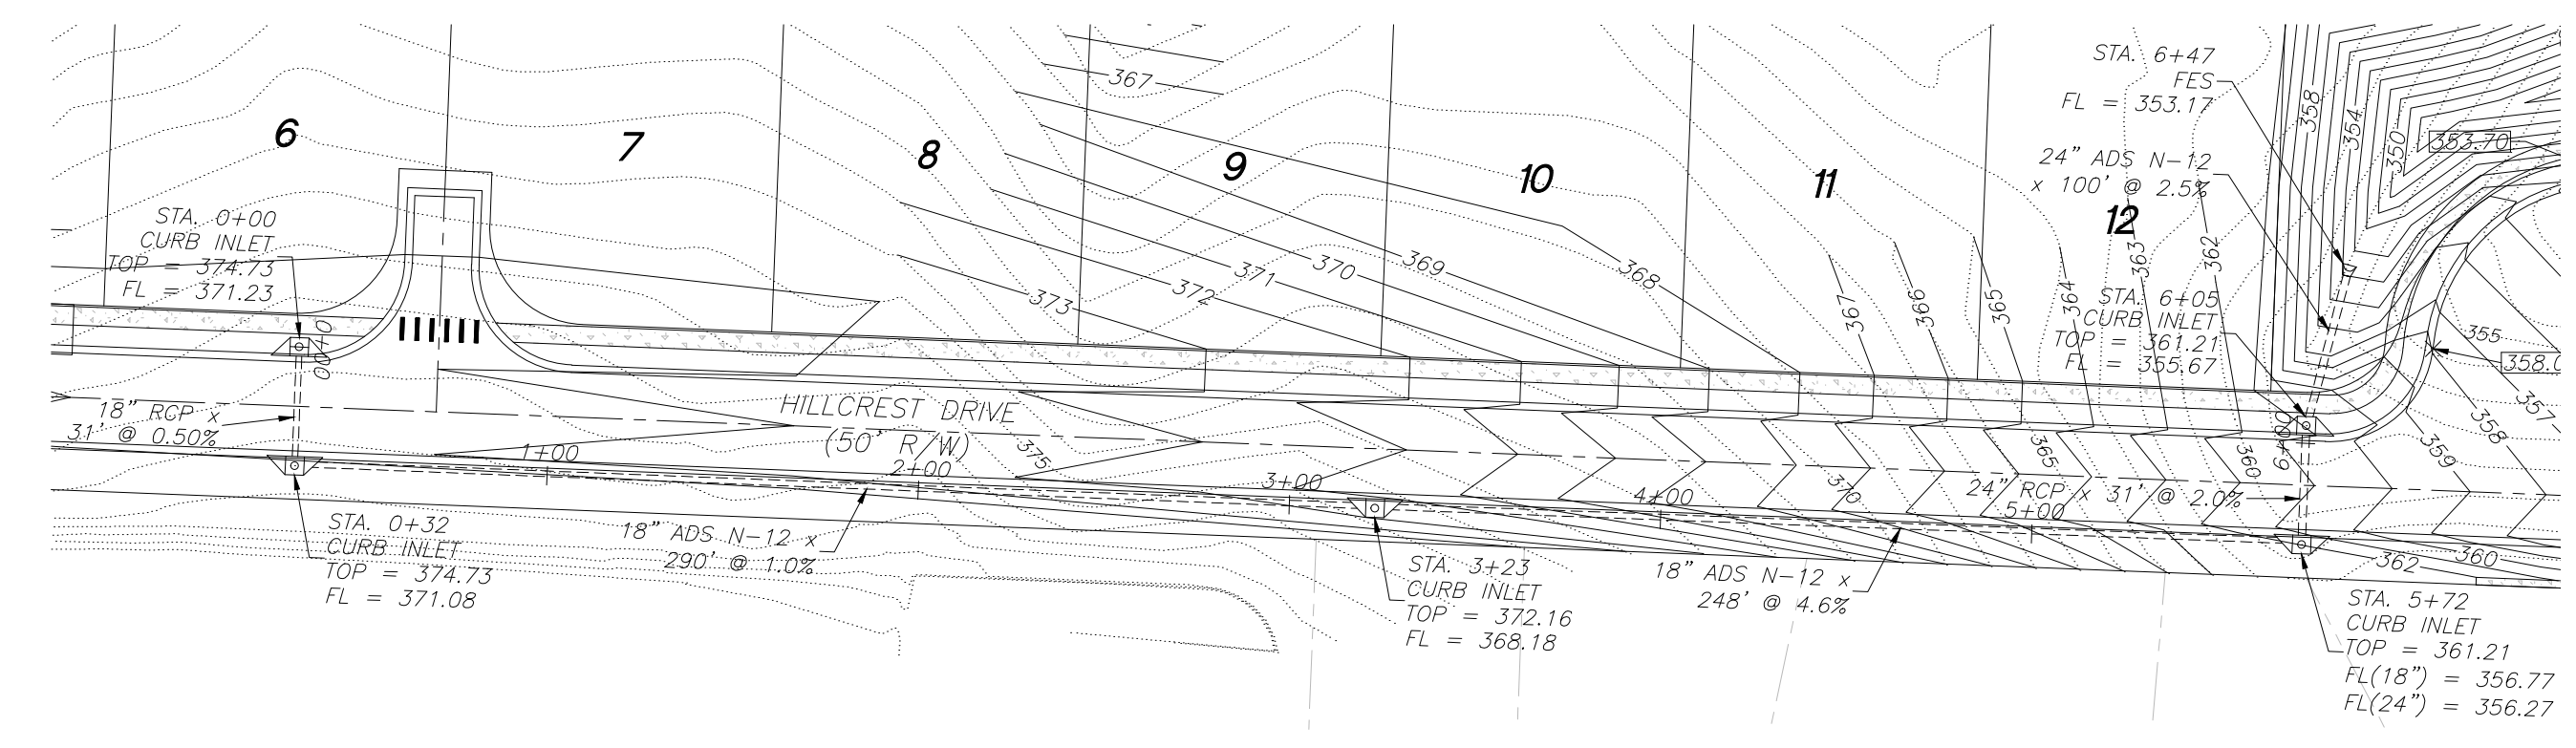 6
7
8
9
10
11
12
367
STA. 6+47
FES
FL = 353.17
358
354
350
353.70
24" ADS N-12
x 100' @ 2.5%
STA. 0+00
CURB INLET
TOP = 374.73
FL = 371.23
0+00
373
372
371
370
369
368
367
366
365
364
363
362
STA. 6+05
CURB INLET
TOP = 361.21
FL = 355.67
355
357
358
359
360
18" RCP x
31' @ 0.50%
HILLCREST DRIVE
(50' R/W)
375
370
365
1+00
2+00
3+00
4+00
5+00
6+00
24" RCP x 31' @ 2.0%
STA. 0+32
CURB INLET
TOP = 374.73
FL = 371.08
18" ADS N-12 x
290' @ 1.0%
STA. 3+23
CURB INLET
TOP = 372.16
FL = 368.18
18" ADS N-12 x
248' @ 4.6%
362
360
STA. 5+72
CURB INLET
TOP = 361.21
FL(18") = 356.77
FL(24") = 356.27